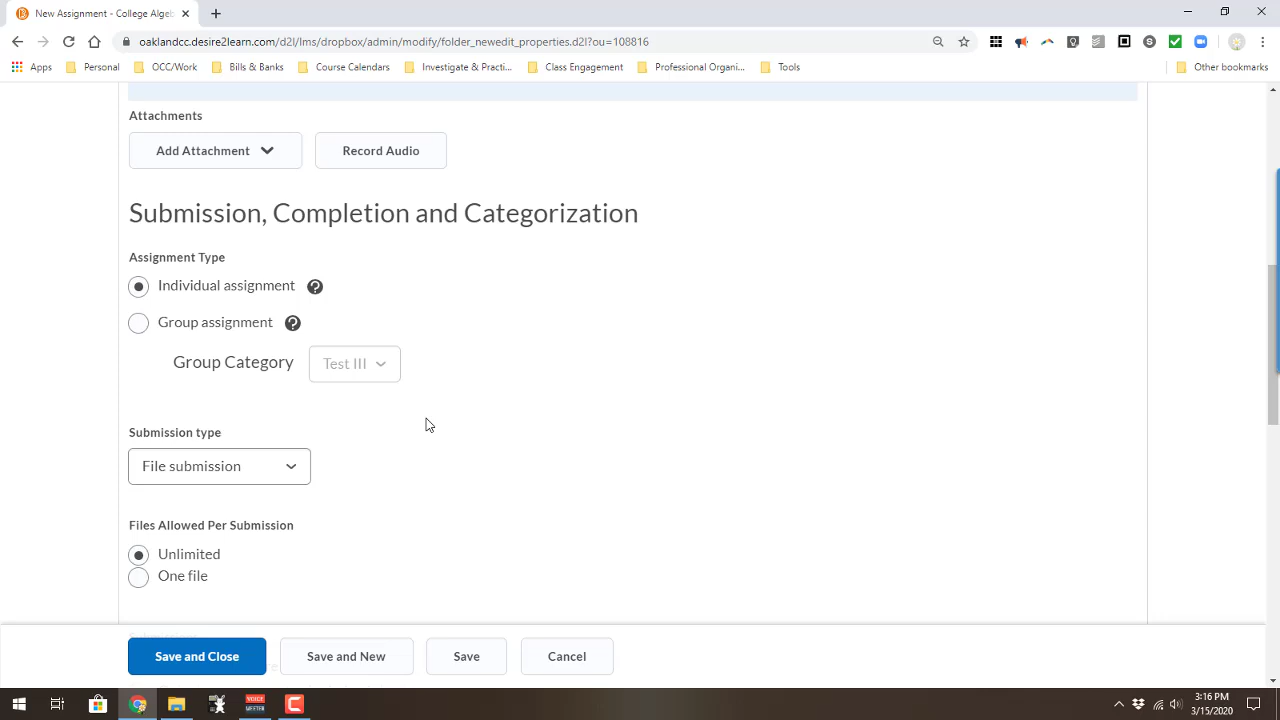 New Assignment - College Algeb
oaklandcc.desire2learn.com/d2l/lms/dropbox/admin/modify/folder_newedit_properties.d2l?ou=108816
Apps Personal OCC/Work Bills & Banks Course Calendars Investigate & Practi... Class Engagement Professional Organi... Tools Other bookmarks
Attachments
Add Attachment Record Audio
Submission, Completion and Categorization
Assignment Type
Individual assignment ?
Group assignment ?
Group Category Test III
Submission type
File submission
Files Allowed Per Submission
Unlimited
One file
Save and Close Save and New Save Cancel
VOICE
MEETER
3:16 PM
3/15/2020